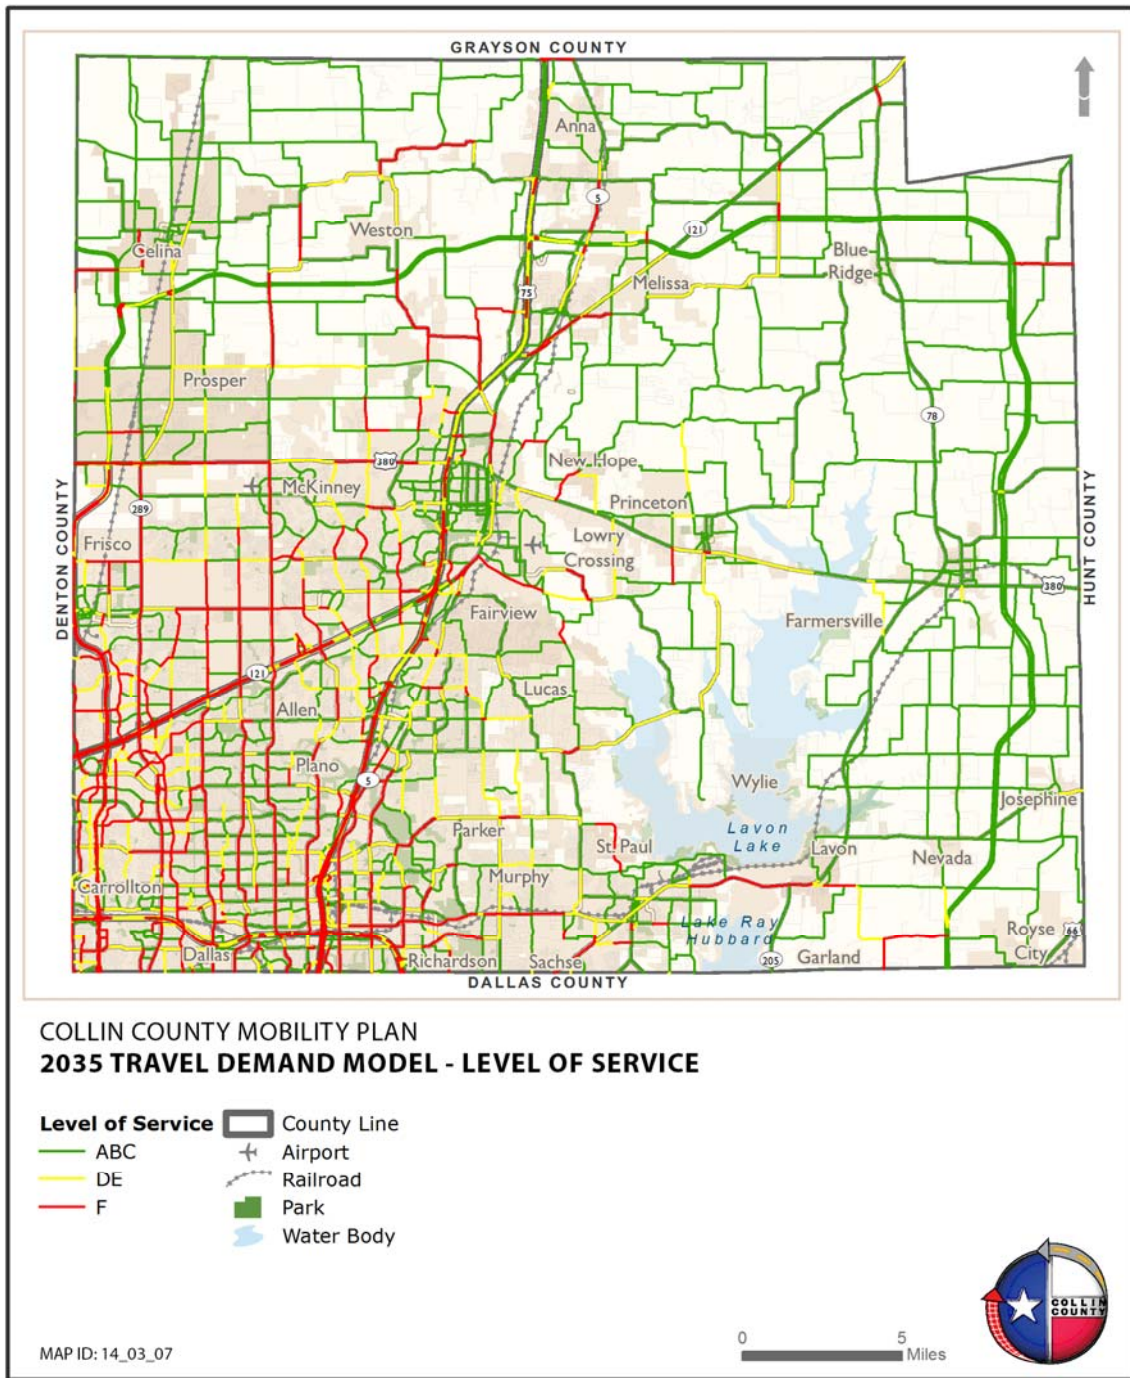 GRAYSON COUNTY
Anna
5
121
Weston
Celina
Blue
Ridge
75
Melissa
Prosper
78
DENTON COUNTY
HUNT COUNTY
380
New Hope
McKinney
Princeton
289
Lowry
Crossing
Frisco
380
Fairview
Farmersville
121
Lucas
Allen
Plano
5
Wylie
Josephine
Parker
Lavon
Lake
St. Paul
Lavon
Nevada
Murphy
Carrollton
Lake Ray
Hubbard
Royse
City
66
Dallas
Richardson
Sachse
205
Garland
DALLAS COUNTY
COLLIN COUNTY MOBILITY PLAN
2035 TRAVEL DEMAND MODEL - LEVEL OF SERVICE
Level of Service
ABC
DE
F
County Line
Airport
Railroad
Park
Water Body
COLLIN
COUNTY
0 5
Miles
MAP ID: 14_03_07